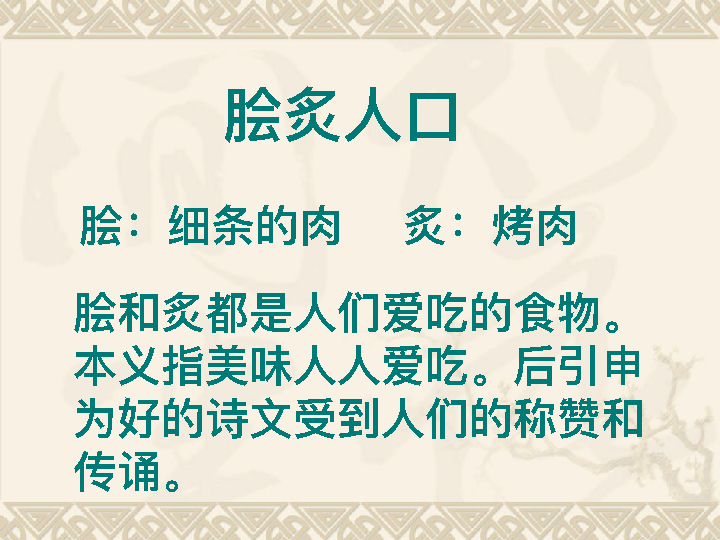 脍炙人口
脍：细条的肉 炙：烤肉
脍和炙都是人们爱吃的食物。
本义指美味人人爱吃。后引申
为好的诗文受到人们的称赞和
传诵。